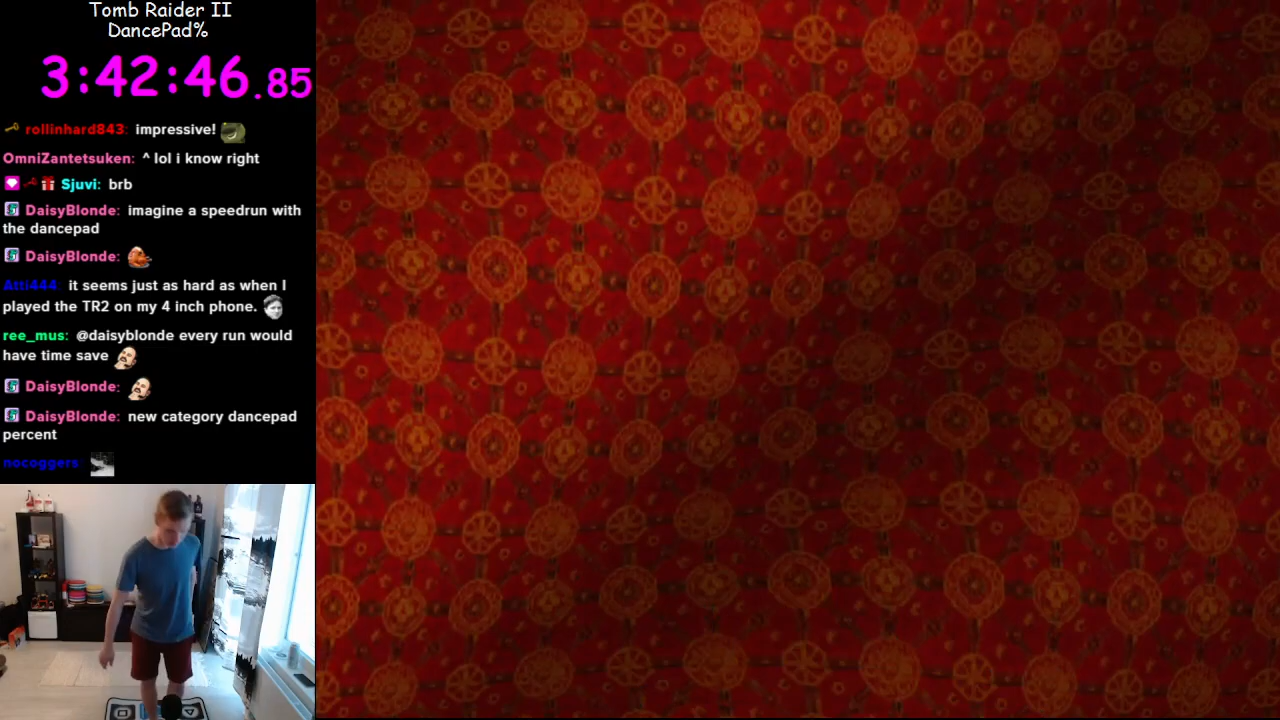 Tomb Raider II
DancePad%
3:42:46.85
rollinhard843: impressive!
OmniZantetsuken: ^ lol i know right
Sjuvi: brb
DaisyBlonde: imagine a speedrun with
the dancepad
DaisyBlonde:
Atti444: it seems just as hard as when I
played the TR2 on my 4 inch phone.
ree_mus: @daisyblonde every run would
have time save
DaisyBlonde:
DaisyBlonde: new category dancepad
percent
nocoggers